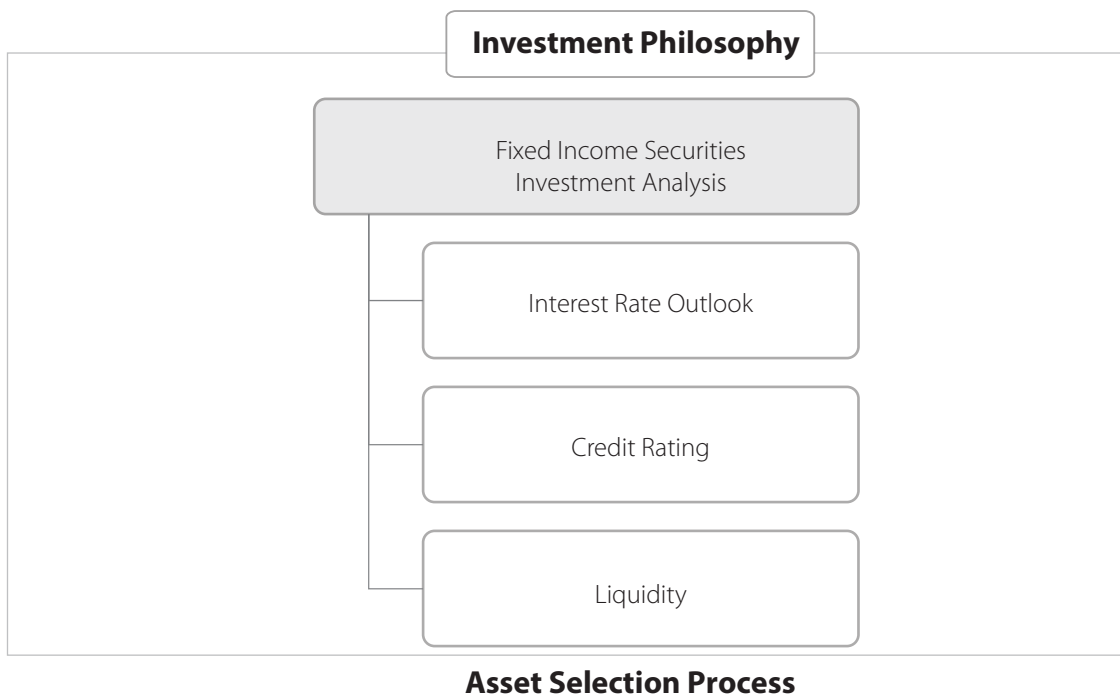 Investment Philosophy
Fixed Income Securities
Investment Analysis
Interest Rate Outlook
Credit Rating
Liquidity
Asset Selection Process